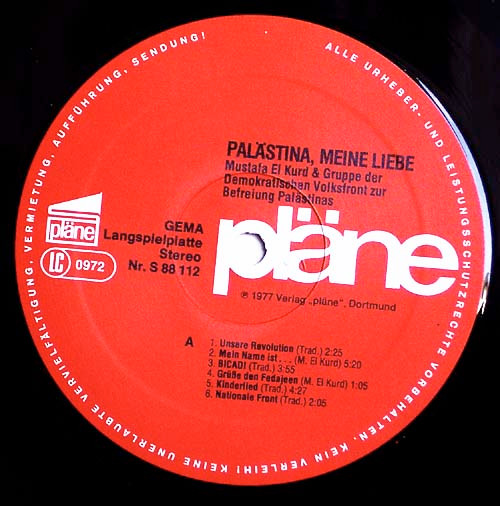 ALLE URHEBER- UND LEISTUNGSSCHUTZRECHTE VORBEHALTEN. KEIN VERLEIH! KEINE UNERLAUBTE VERVIELFÄLTIGUNG, VERMIETUNG, AUFFÜHRUNG, SENDUNG!
PALÄSTINA, MEINE LIEBE
Mustafa El Kurd & Gruppe der
Demokratischen Volksfront zur
Befreiung Palästinas
pläne
LC 0972
GEMA
Langspielplatte
Stereo
Nr. S 88 112
pläne
℗ 1977 Verlag „pläne", Dortmund
A
1. Unsere Revolution (Trad.) 2:25
2. Mein Name ist . . . (M. El Kurd) 5:20
3. BICADI (Trad.) 3:55
4. Grüße den Fedajeen (M. El Kurd) 1:05
5. Kinderlied (Trad.) 4:27
6. Nationale Front (Trad.) 2:05